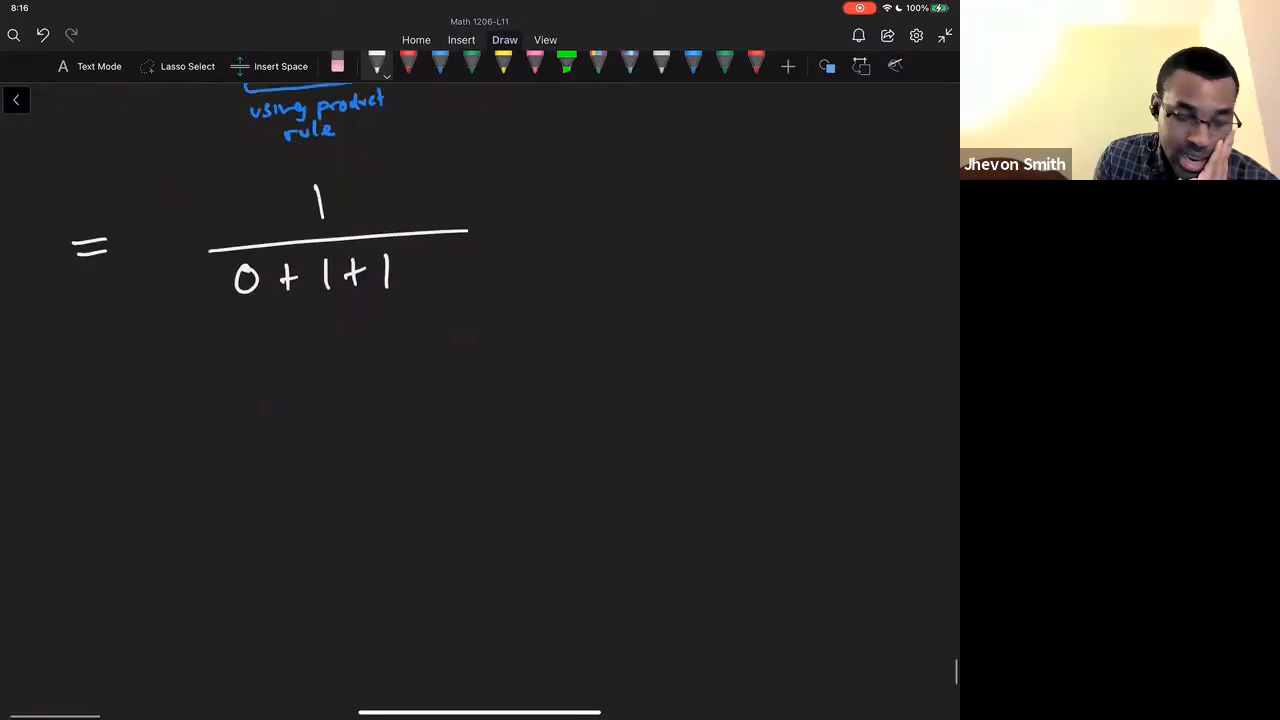 8:16
100%
Math 1206-L11
Home Insert Draw View
A Text Mode Lasso Select Insert Space
using product
rule
1
=
0 + 1 + 1
Jhevon Smith